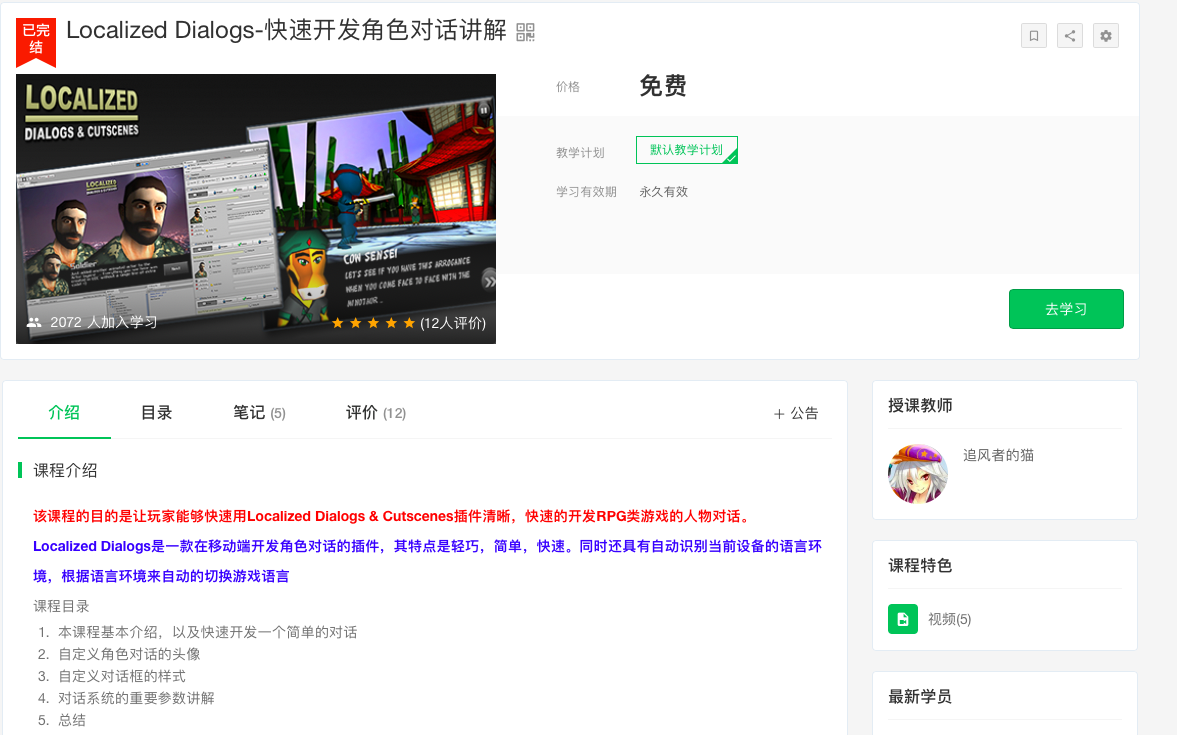 已完结
Localized Dialogs-快速开发角色对话讲解
LOCALIZED
DIALOGS & CUTSCENES
LOCALIZED
Soldier
COW SENSEI
LET'S SEE IF YOU HAVE THIS ARROGANCE
WHEN YOU COME FACE TO FACE WITH THE
MINOTAUR...
2072 人加入学习
(12人评价)
价格
免费
教学计划
默认教学计划
学习有效期
永久有效
去学习
介绍
目录
笔记 (5)
评价 (12)
+ 公告
课程介绍
该课程的目的是让玩家能够快速用Localized Dialogs & Cutscenes插件清晰，快速的开发RPG类游戏的人物对话。
Localized Dialogs是一款在移动端开发角色对话的插件，其特点是轻巧，简单，快速。同时还具有自动识别当前设备的语言环
境，根据语言环境来自动的切换游戏语言
课程目录
1. 本课程基本介绍，以及快速开发一个简单的对话
2. 自定义角色对话的头像
3. 自定义对话框的样式
4. 对话系统的重要参数讲解
5. 总结
授课教师
追风者的猫
课程特色
视频(5)
最新学员